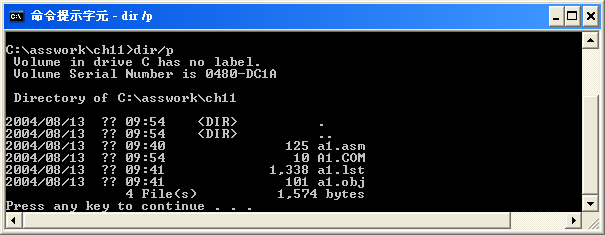 命令提示字元 - dir /p
C:\asswork\ch11>dir/p
Volume in drive C has no label.
Volume Serial Number is 0480-DC1A
Directory of C:\asswork\ch11
2004/08/13  ?? 09:54    <DIR>          .
2004/08/13  ?? 09:54    <DIR>          ..
2004/08/13  ?? 09:40               125 a1.asm
2004/08/13  ?? 09:54                10 A1.COM
2004/08/13  ?? 09:41             1,338 a1.lst
2004/08/13  ?? 09:41               101 a1.obj
4 File(s)          1,574 bytes
Press any key to continue . . .